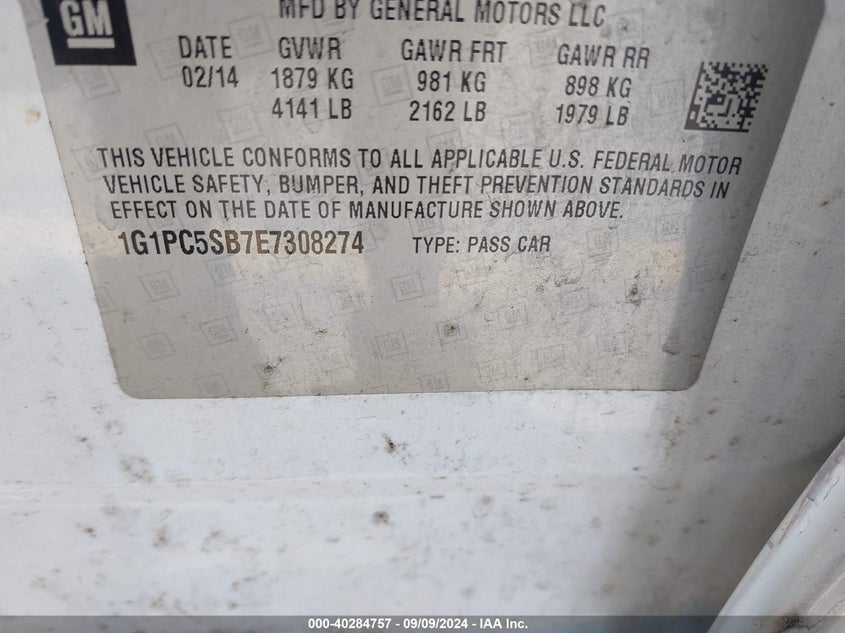 GM
MFD BY GENERAL MOTORS LLC
DATE GVWR GAWR FRT GAWR RR
02/14 1879 KG 981 KG 898 KG
4141 LB 2162 LB 1979 LB
THIS VEHICLE CONFORMS TO ALL APPLICABLE U.S. FEDERAL MOTOR
VEHICLE SAFETY, BUMPER, AND THEFT PREVENTION STANDARDS IN
EFFECT ON THE DATE OF MANUFACTURE SHOWN ABOVE.
1G1PC5SB7E7308274 TYPE: PASS CAR
000-40284757 - 09/09/2024 - IAA Inc.